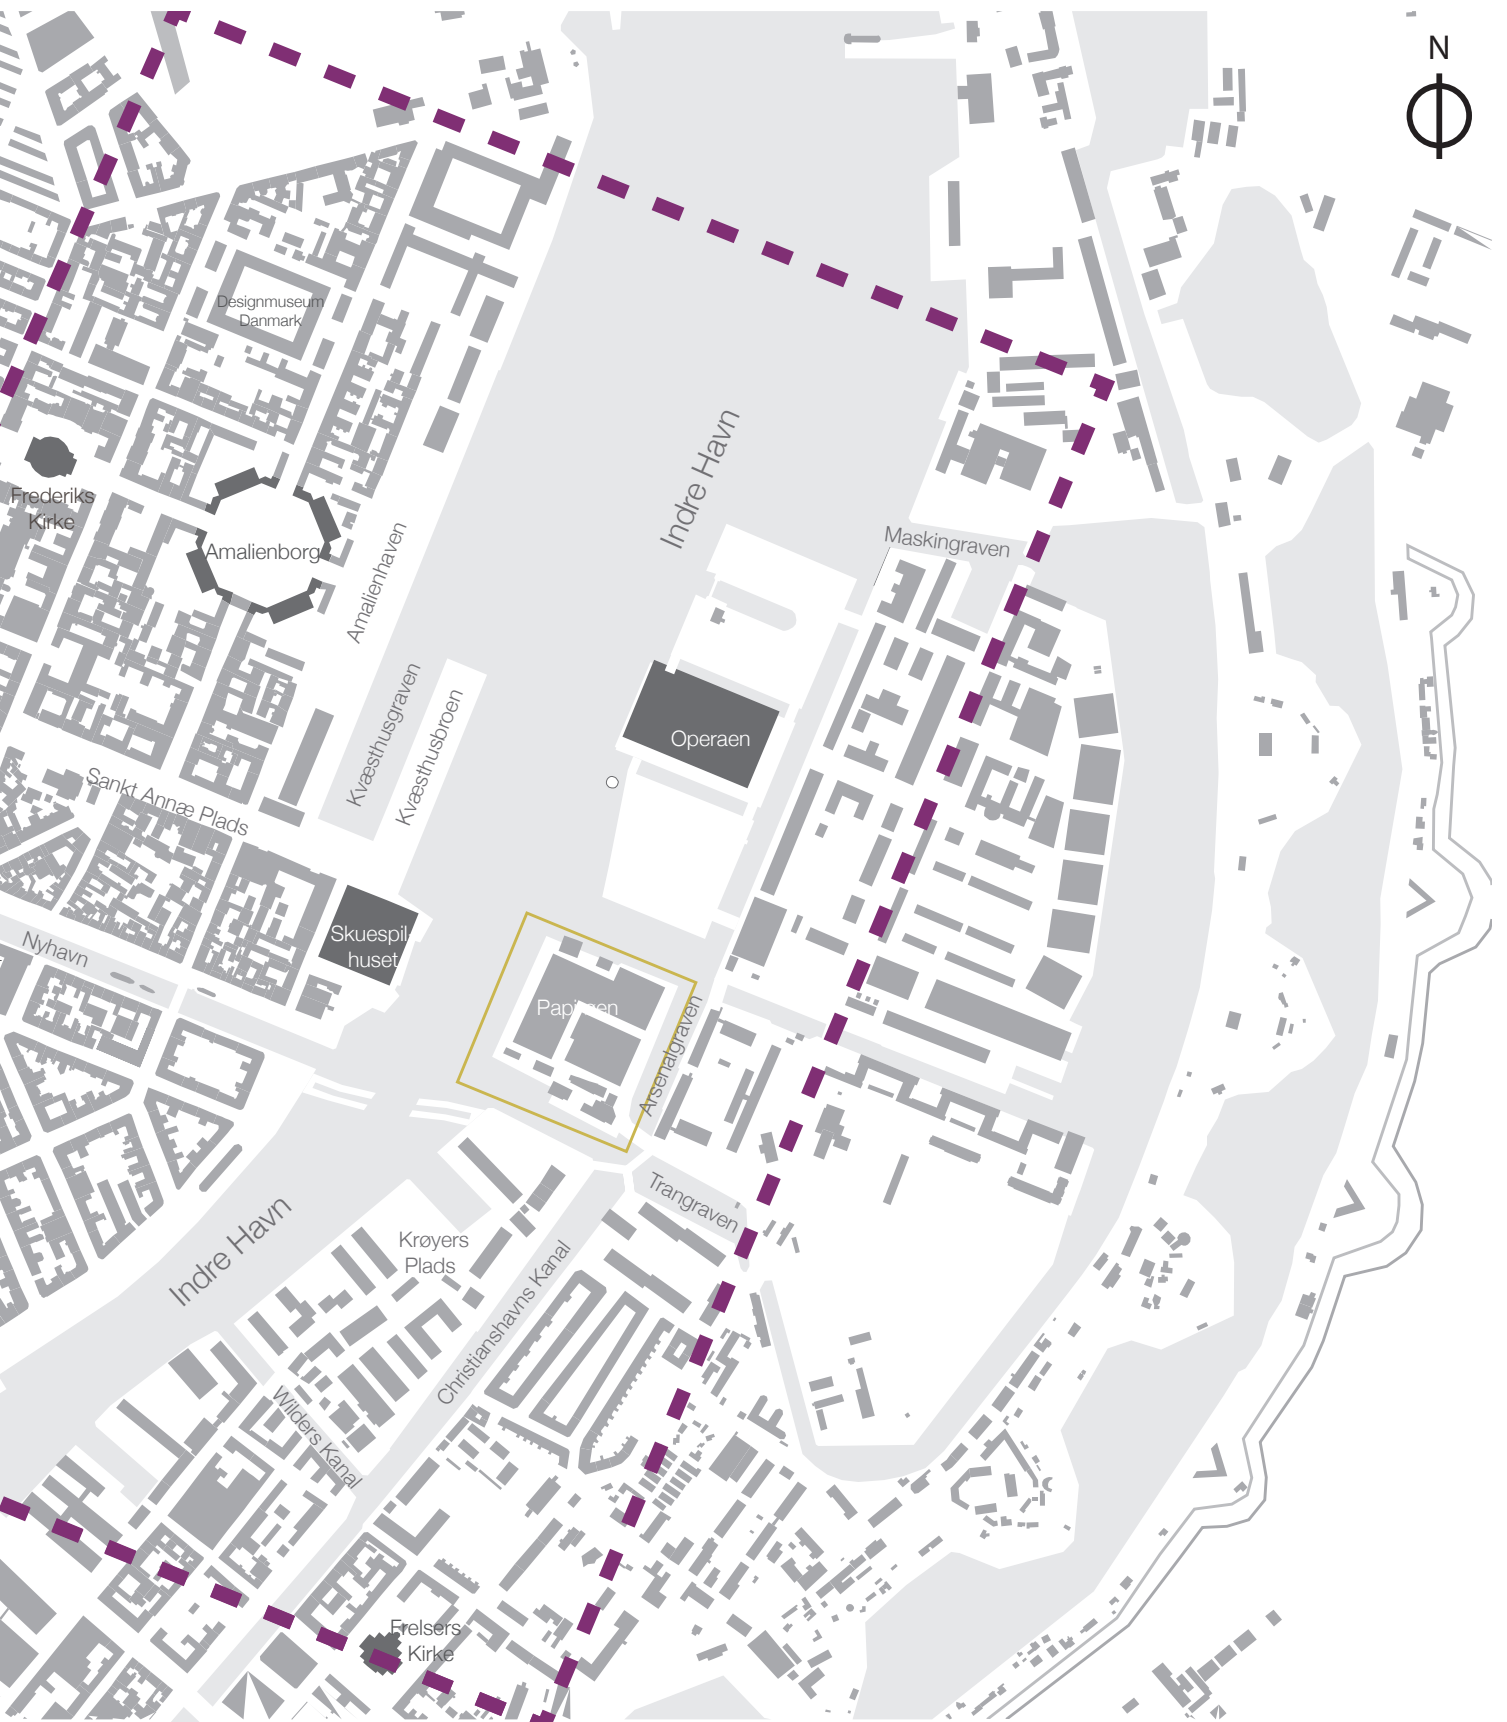 N
Designmuseum
Danmark
Indre Havn
Frederiks
Kirke
Amalienborg
Amalienhaven
Maskingraven
Kvæsthusgraven
Kvæsthusbroen
Operaen
Sankt Annæ Plads
Nyhavn
Skuespil-
huset
Papirøen
Arsenalgraven
Trangraven
Indre Havn
Krøyers
Plads
Christianshavns Kanal
Wilders Kanal
Frelsers
Kirke